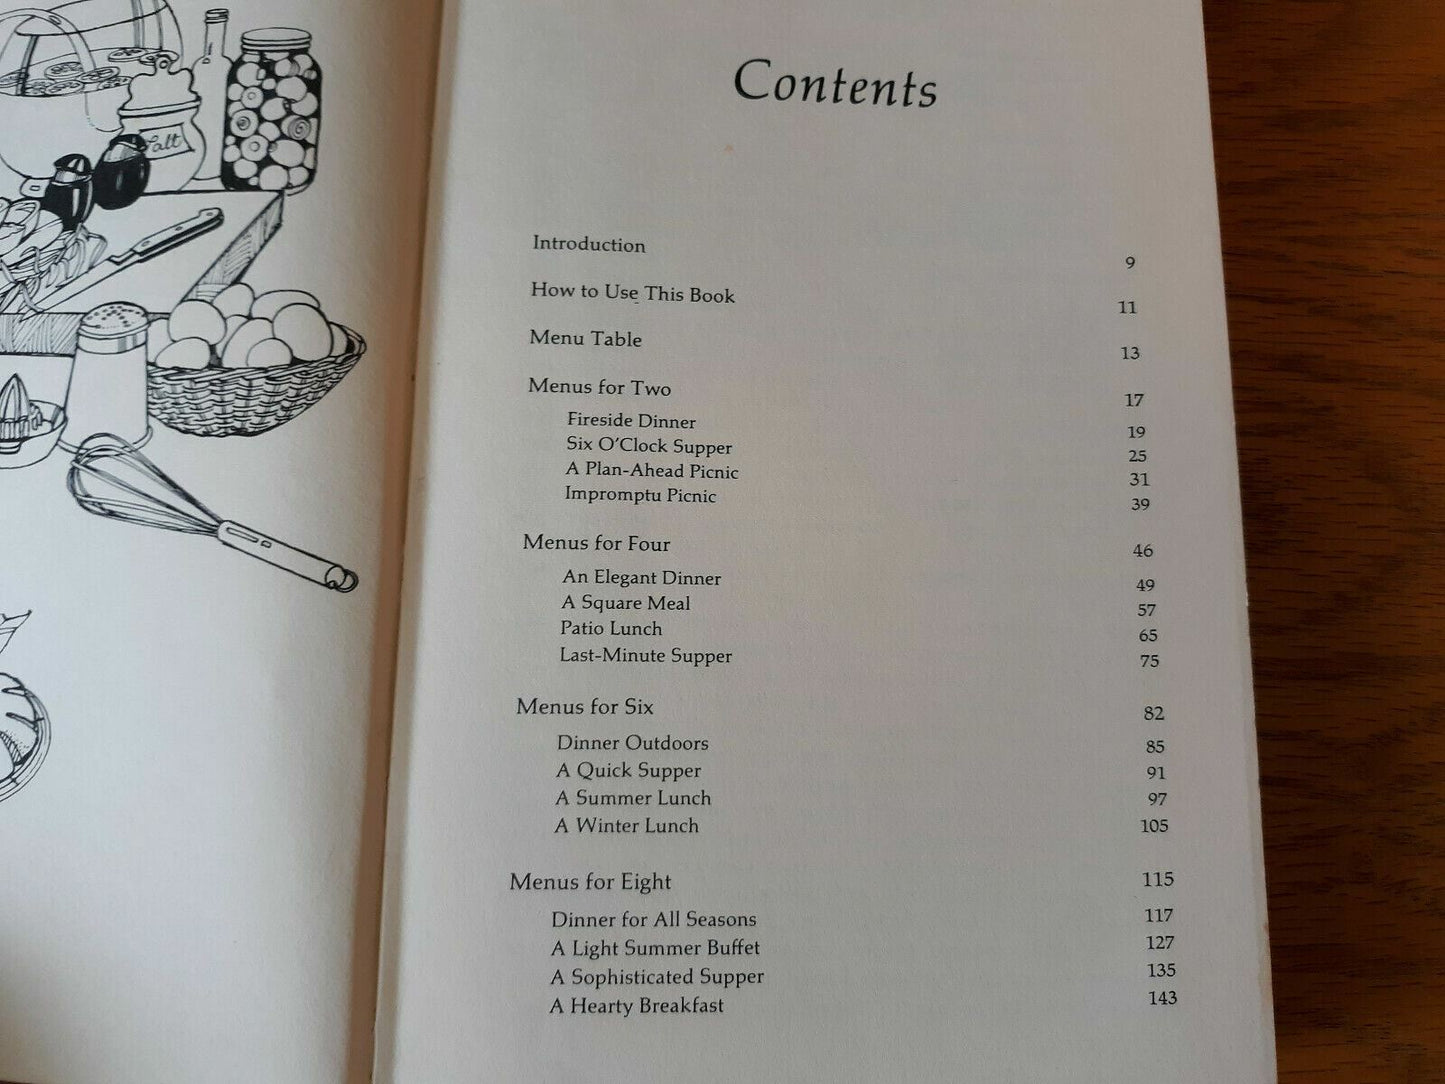 Salt
Contents
Introduction 9
How to Use This Book 11
Menu Table 13
Menus for Two 17
Fireside Dinner 19
Six O'Clock Supper 25
A Plan-Ahead Picnic 31
Impromptu Picnic 39
Menus for Four 46
An Elegant Dinner 49
A Square Meal 57
Patio Lunch 65
Last-Minute Supper 75
Menus for Six 82
Dinner Outdoors 85
A Quick Supper 91
A Summer Lunch 97
A Winter Lunch 105
Menus for Eight 115
Dinner for All Seasons 117
A Light Summer Buffet 127
A Sophisticated Supper 135
A Hearty Breakfast 143